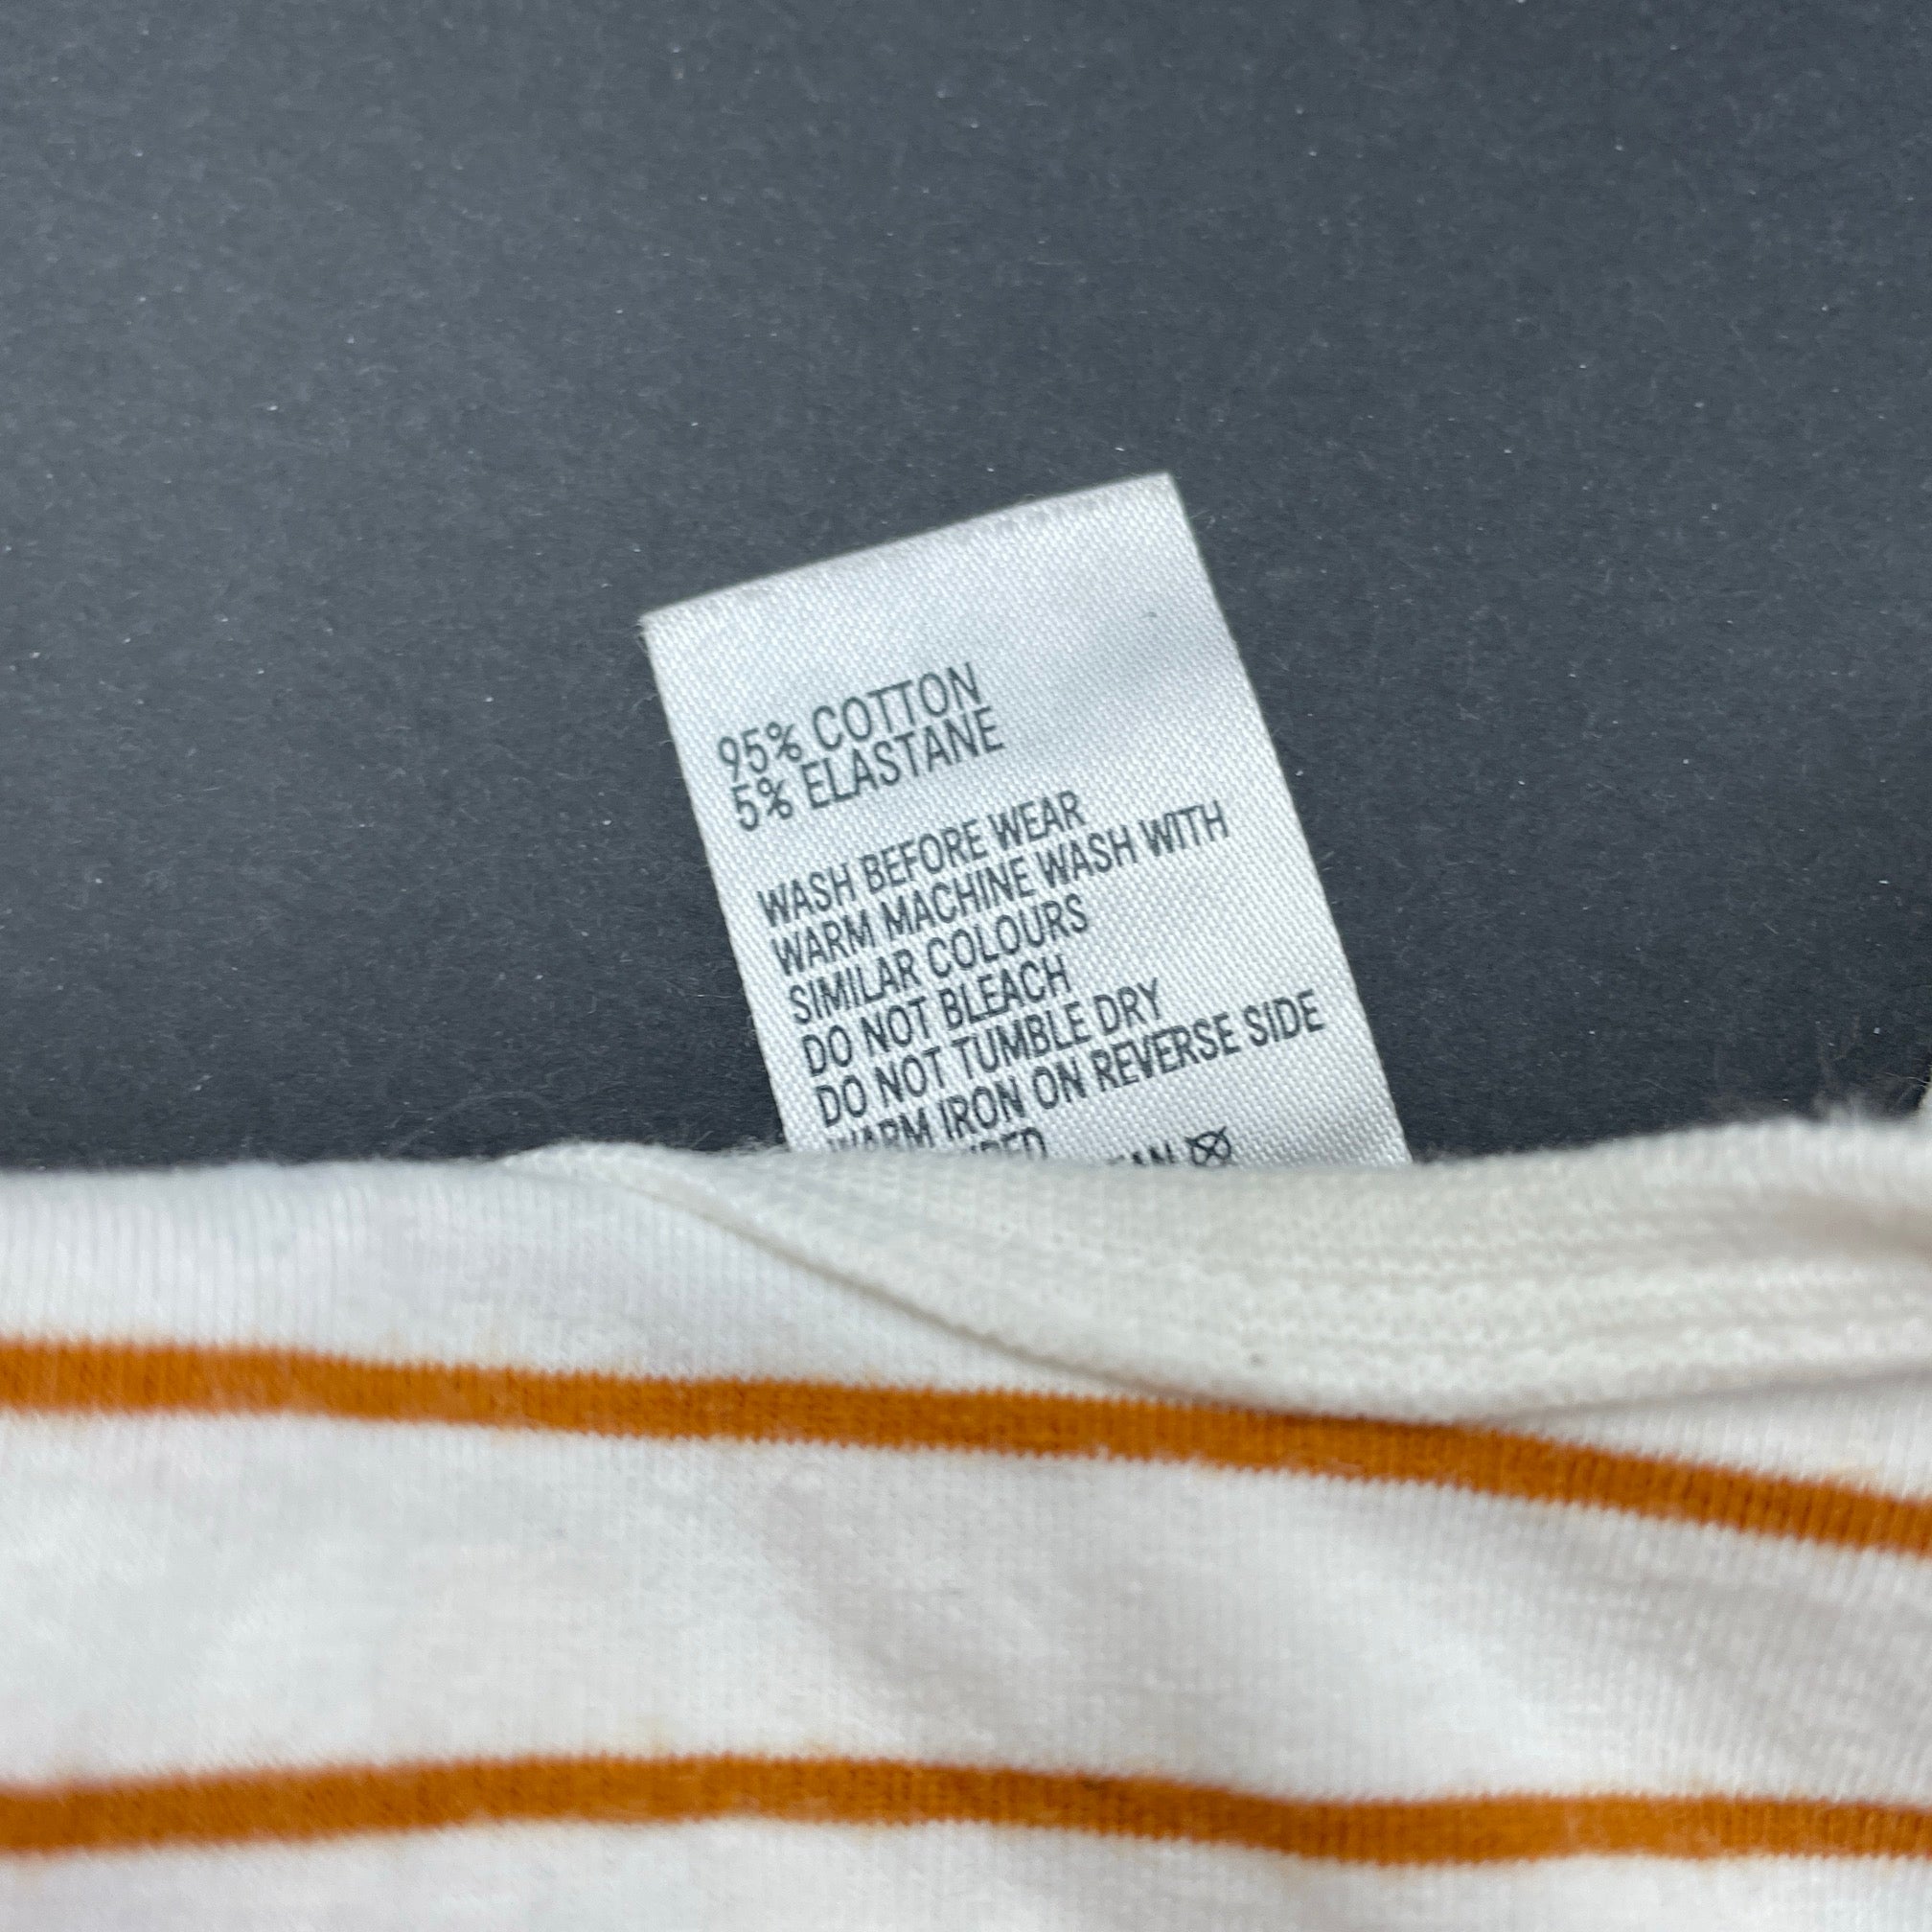 95% COTTON
5% ELASTANE
WASH BEFORE WEAR
WARM MACHINE WASH WITH
SIMILAR COLOURS
DO NOT BLEACH
DO NOT TUMBLE DRY
WARM IRON ON REVERSE SIDE